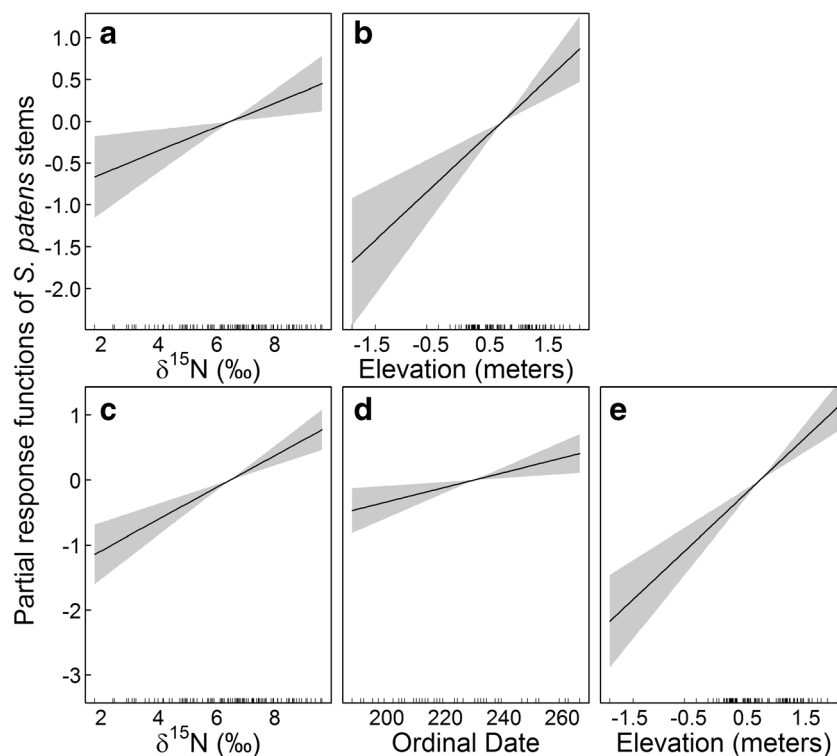 Partial response functions of S. patens stems
a
b
1.0
0.5
0.0
-0.5
-1.0
-1.5
-2.0
2 4 6 8
-1.5 -0.5 0.5 1.5
δ¹⁵N (‰)
Elevation (meters)
c
d
e
1
0
-1
-2
-3
2 4 6 8
200 220 240 260
-1.5 -0.5 0.5 1.5
δ¹⁵N (‰)
Ordinal Date
Elevation (meters)